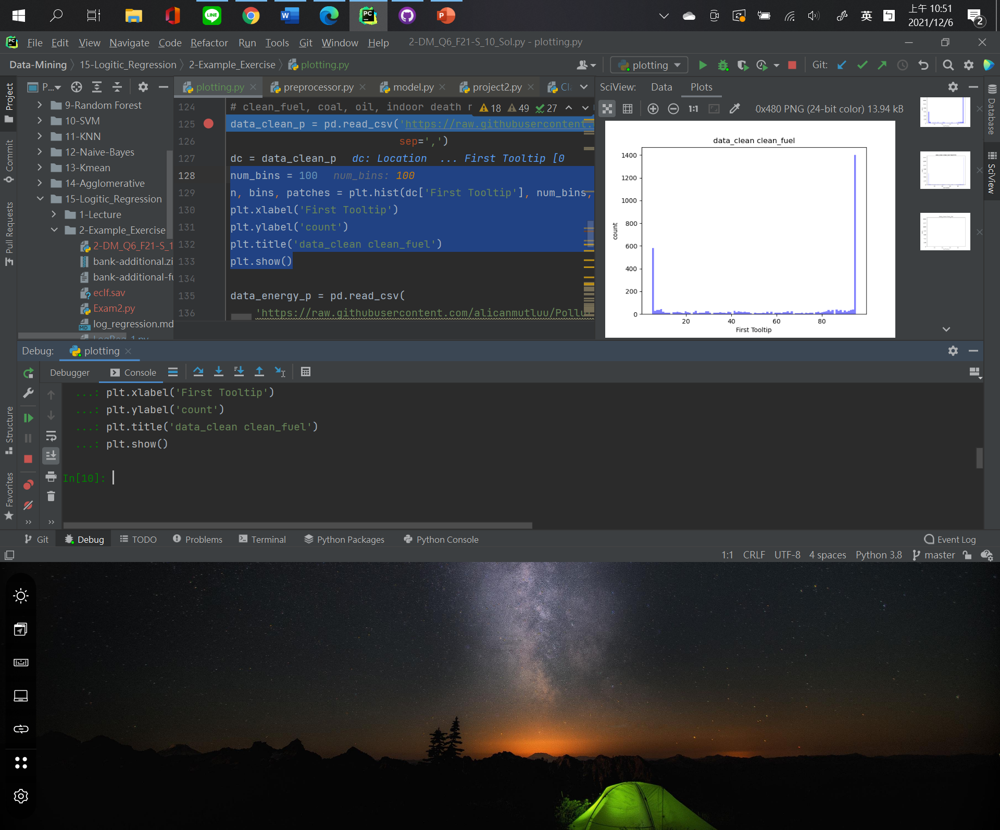 上午 10:51
2021/12/6
英
2
LINE
W
PC
P
PC
File Edit View Navigate Code Refactor Run Tools Git Window Help
2-DM_Q6_F21-S_10_Sol.py - plotting.py
Data-Mining 15-Logitic_Regression 2-Example_Exercise plotting.py
plotting
Git:
P...
plotting.py preprocessor.py model.py project2.py
SciView: Data Plots
Project
Commit
Pull Requests
Structure
Favorites
Database
SciView
9-Random Forest
10-SVM
11-KNN
12-Naive-Bayes
13-Kmean
14-Agglomerative
15-Logitic_Regression
1-Lecture
2-Example_Exercise
2-DM_Q6_F21-S_1
bank-additional.zi
bank-additional-fu
eclf.sav
Exam2.py
MD log_regression.md
18 49 27
124 # clean_fuel, coal, oil, indoor death r
125 data_clean_p = pd.read_csv('https://raw.githubusercontent.
126 sep=',')
127 dc = data_clean_p dc: Location ... First Tooltip [0
128 num_bins = 100 num_bins: 100
129 n, bins, patches = plt.hist(dc['First Tooltip'], num_bins,
130 plt.xlabel('First Tooltip')
131 plt.ylabel('count')
132 plt.title('data_clean clean_fuel')
133 plt.show()
134
135 data_energy_p = pd.read_csv(
136 'https://raw.githubusercontent.com/alicanmutluu/Pollu
1:1
0x480 PNG (24-bit color) 13.94 kB
data_clean clean_fuel
1400
1200
1000
800
600
400
200
0
count
20 40 60 80
First Tooltip
Debug: plotting
Debugger Console
...: plt.xlabel('First Tooltip')
...: plt.ylabel('count')
...: plt.title('data_clean clean_fuel')
...: plt.show()
In[10]:
Git Debug TODO Problems Terminal Python Packages Python Console
Event Log
1:1 CRLF UTF-8 4 spaces Python 3.8 master